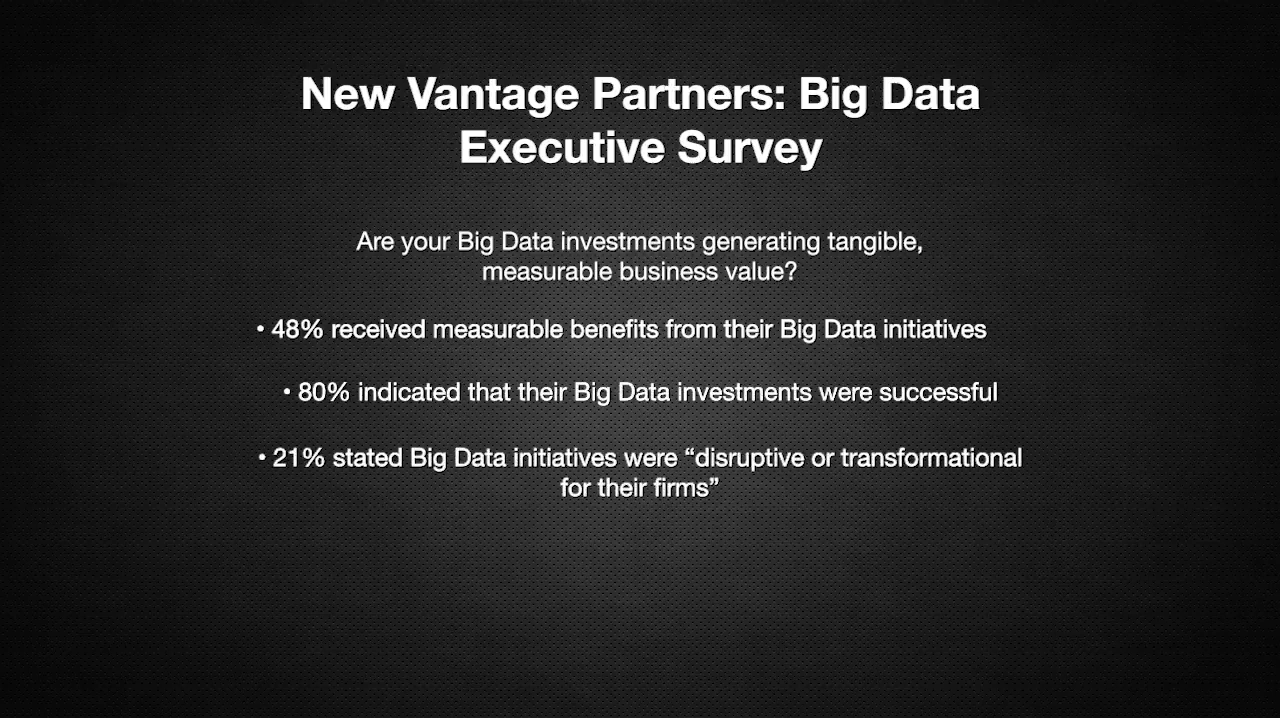 New Vantage Partners: Big Data
Executive Survey
Are your Big Data investments generating tangible,
measurable business value?
• 48% received measurable benefits from their Big Data initiatives
• 80% indicated that their Big Data investments were successful
• 21% stated Big Data initiatives were “disruptive or transformational
for their firms”